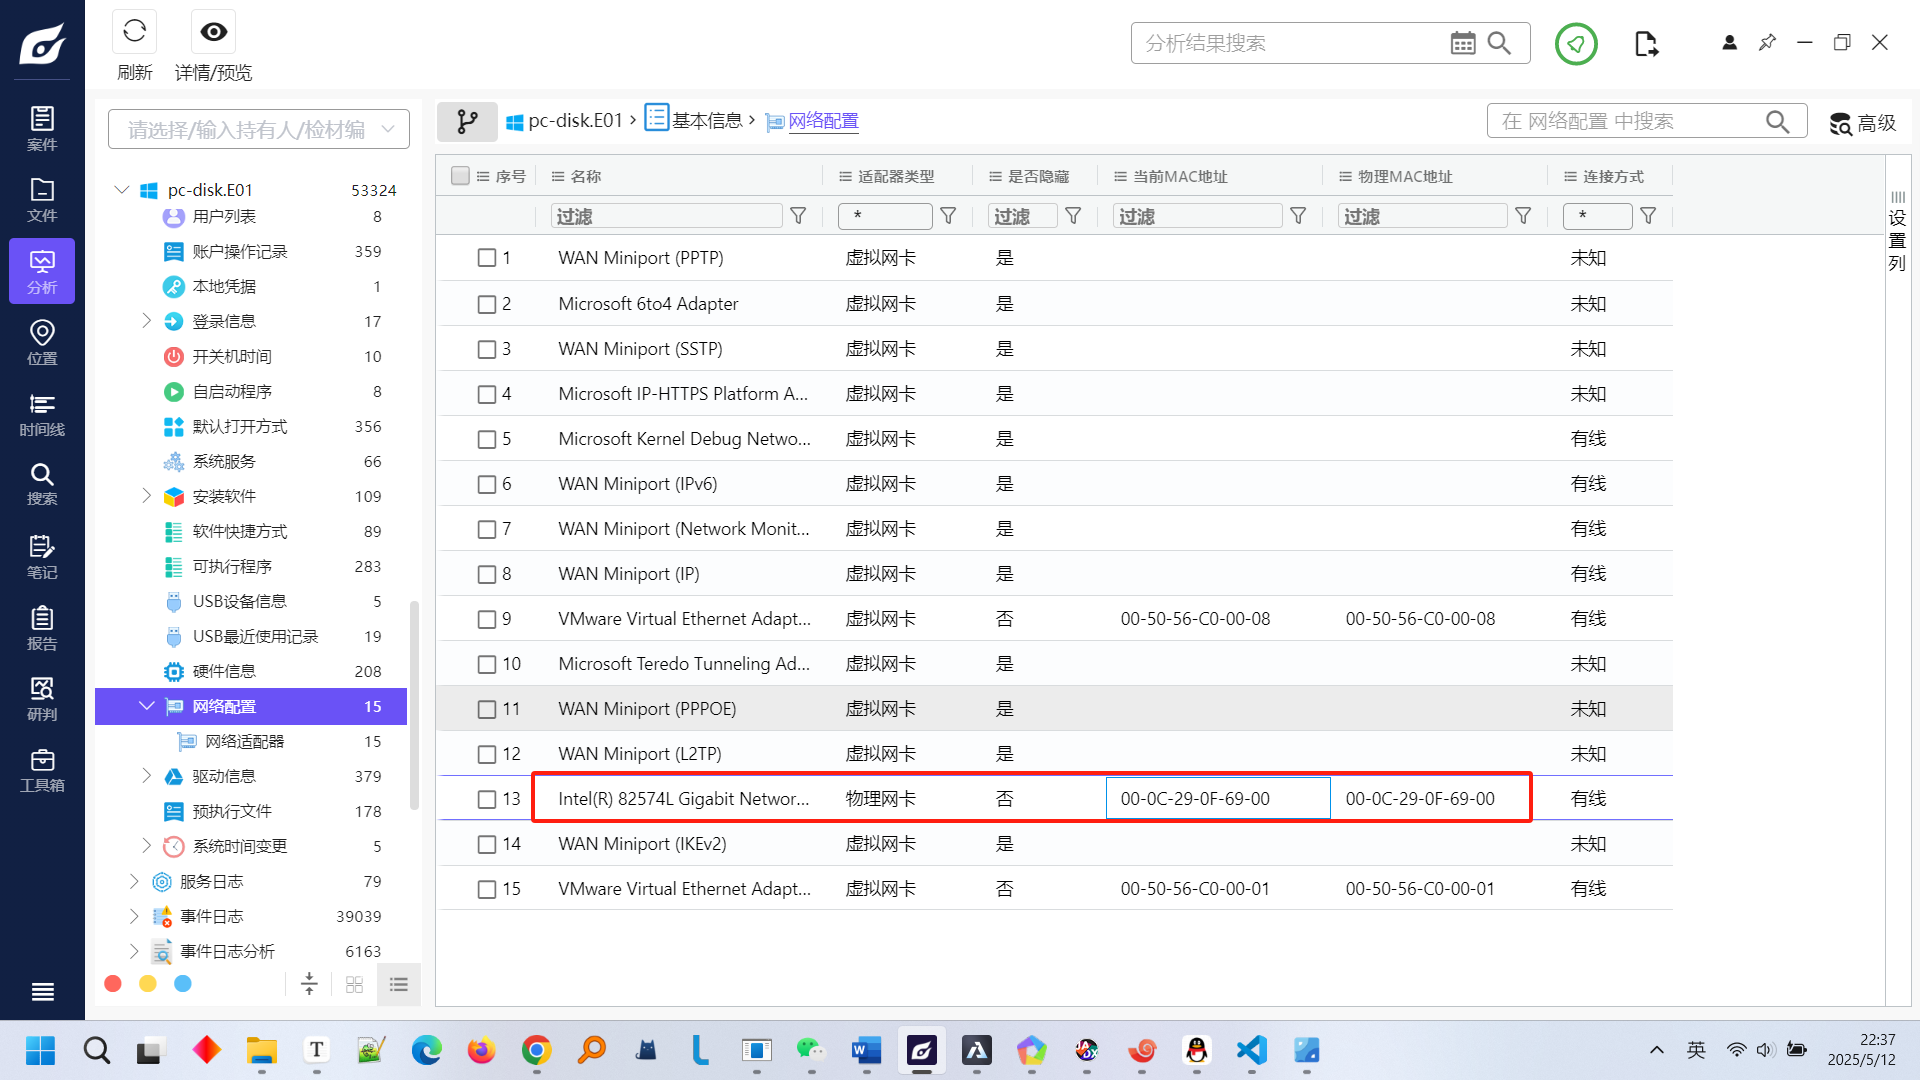 刷新
详情/预览
分析结果搜索
案件
文件
分析
位置
时间线
搜索
笔记
报告
研判
工具箱
请选择/输入持有人/检材编
pc-disk.E01 53324
用户列表 8
账户操作记录 359
本地凭据 1
登录信息 17
开关机时间 10
自启动程序 8
默认打开方式 356
系统服务 66
安装软件 109
软件快捷方式 89
可执行程序 283
USB设备信息 5
USB最近使用记录 19
硬件信息 208
网络配置 15
网络适配器 15
驱动信息 379
预执行文件 178
系统时间变更 5
服务日志 79
事件日志 39039
事件日志分析 6163
pc-disk.E01 › 基本信息 › 网络配置
在 网络配置 中搜索
高级
序号 名称 适配器类型 是否隐藏 当前MAC地址 物理MAC地址 连接方式
过滤 * 过滤 过滤 过滤 *
1 WAN Miniport (PPTP) 虚拟网卡 是 未知
2 Microsoft 6to4 Adapter 虚拟网卡 是 未知
3 WAN Miniport (SSTP) 虚拟网卡 是 未知
4 Microsoft IP-HTTPS Platform A... 虚拟网卡 是 未知
5 Microsoft Kernel Debug Netwo... 虚拟网卡 是 有线
6 WAN Miniport (IPv6) 虚拟网卡 是 有线
7 WAN Miniport (Network Monit... 虚拟网卡 是 有线
8 WAN Miniport (IP) 虚拟网卡 是 有线
9 VMware Virtual Ethernet Adapt... 虚拟网卡 否 00-50-56-C0-00-08 00-50-56-C0-00-08 有线
10 Microsoft Teredo Tunneling Ad... 虚拟网卡 是 未知
11 WAN Miniport (PPPOE) 虚拟网卡 是 未知
12 WAN Miniport (L2TP) 虚拟网卡 是 未知
13 Intel(R) 82574L Gigabit Networ... 物理网卡 否 00-0C-29-0F-69-00 00-0C-29-0F-69-00 有线
14 WAN Miniport (IKEv2) 虚拟网卡 是 未知
15 VMware Virtual Ethernet Adapt... 虚拟网卡 否 00-50-56-C0-00-01 00-50-56-C0-00-01 有线
设置列
英
22:37
2025/5/12